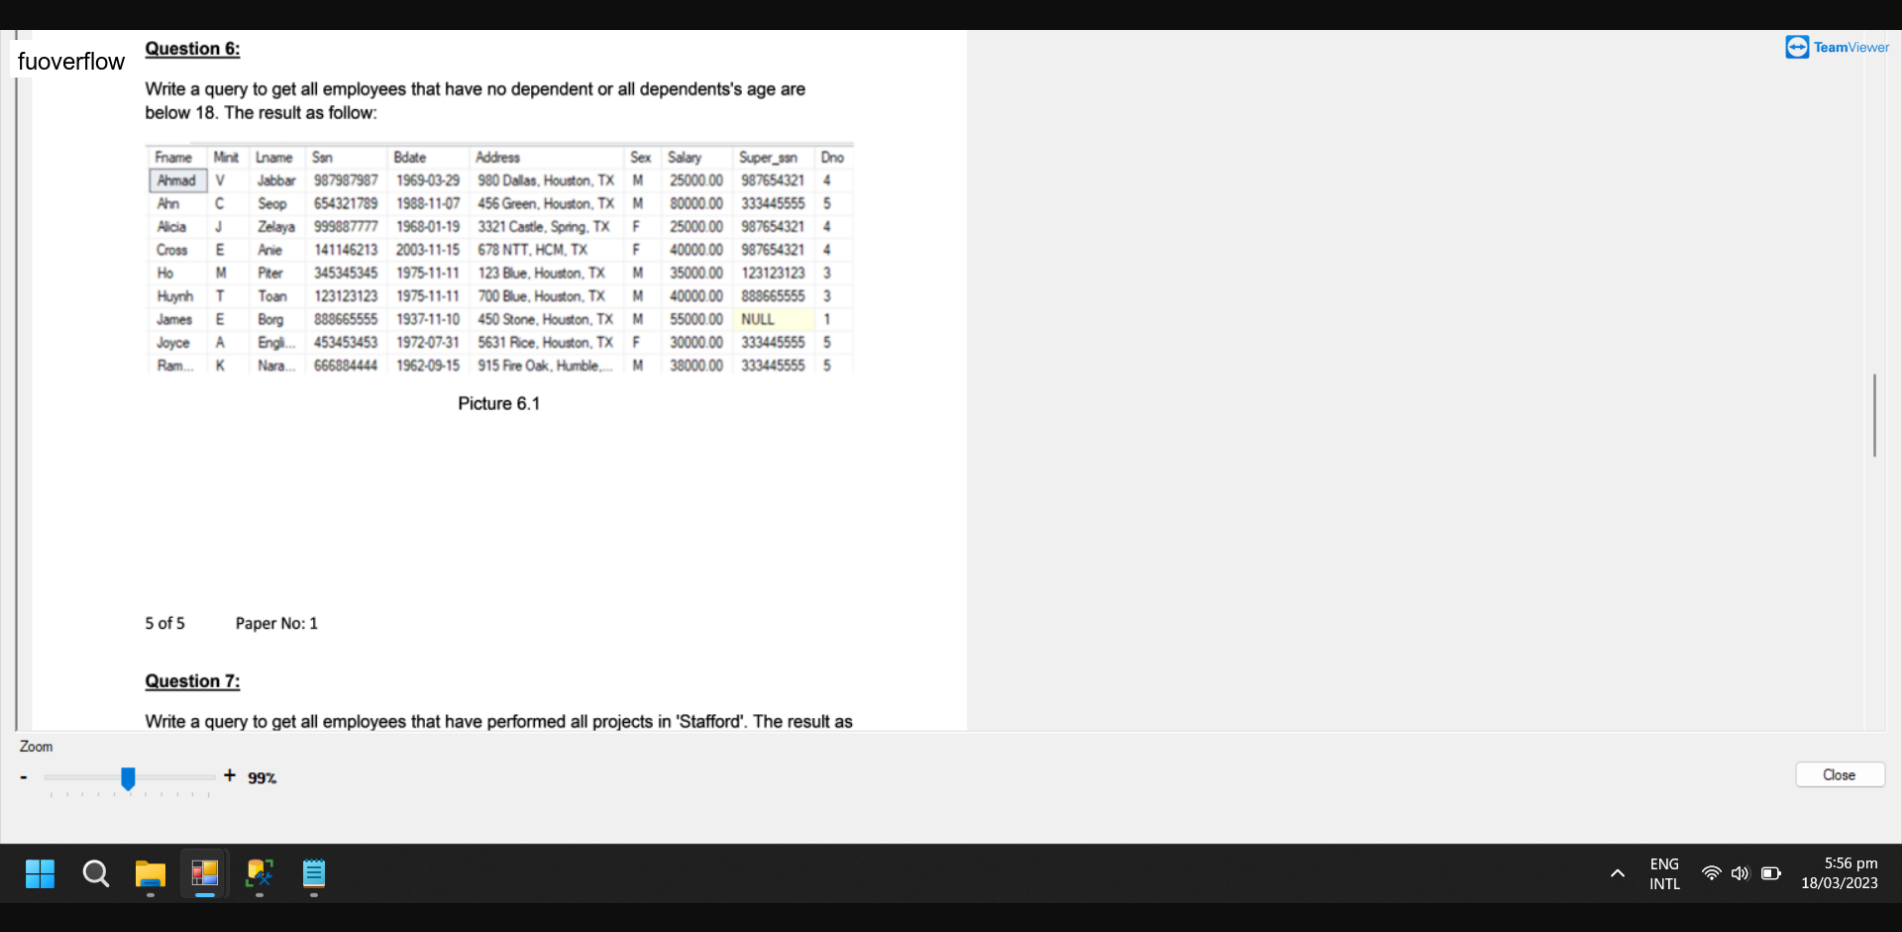 fuoverflow
TeamViewer
Question 6:
Write a query to get all employees that have no dependent or all dependents's age are
below 18. The result as follow:
Fname Minit Lname Ssn Bdate Address Sex Salary Super_ssn Dno
Ahmad V Jabbar 987987987 1969-03-29 980 Dallas, Houston, TX M 25000.00 987654321 4
Ahn C Seop 654321789 1988-11-07 456 Green, Houston, TX M 80000.00 333445555 5
Alicia J Zelaya 999887777 1968-01-19 3321 Castle, Spring, TX F 25000.00 987654321 4
Cross E Anie 141146213 2003-11-15 678 NTT, HCM, TX F 40000.00 987654321 4
Ho M Piter 345345345 1975-11-11 123 Blue, Houston, TX M 35000.00 123123123 3
Huynh T Toan 123123123 1975-11-11 700 Blue, Houston, TX M 40000.00 888665555 3
James E Borg 888665555 1937-11-10 450 Stone, Houston, TX M 55000.00 NULL 1
Joyce A Engli... 453453453 1972-07-31 5631 Rice, Houston, TX F 30000.00 333445555 5
Ram... K Nara... 666884444 1962-09-15 915 Fire Oak, Humble,... M 38000.00 333445555 5
Picture 6.1
5 of 5 Paper No: 1
Question 7:
Write a query to get all employees that have performed all projects in 'Stafford'. The result as
Zoom
- + 99%
Close
ENG
INTL
5:56 pm
18/03/2023